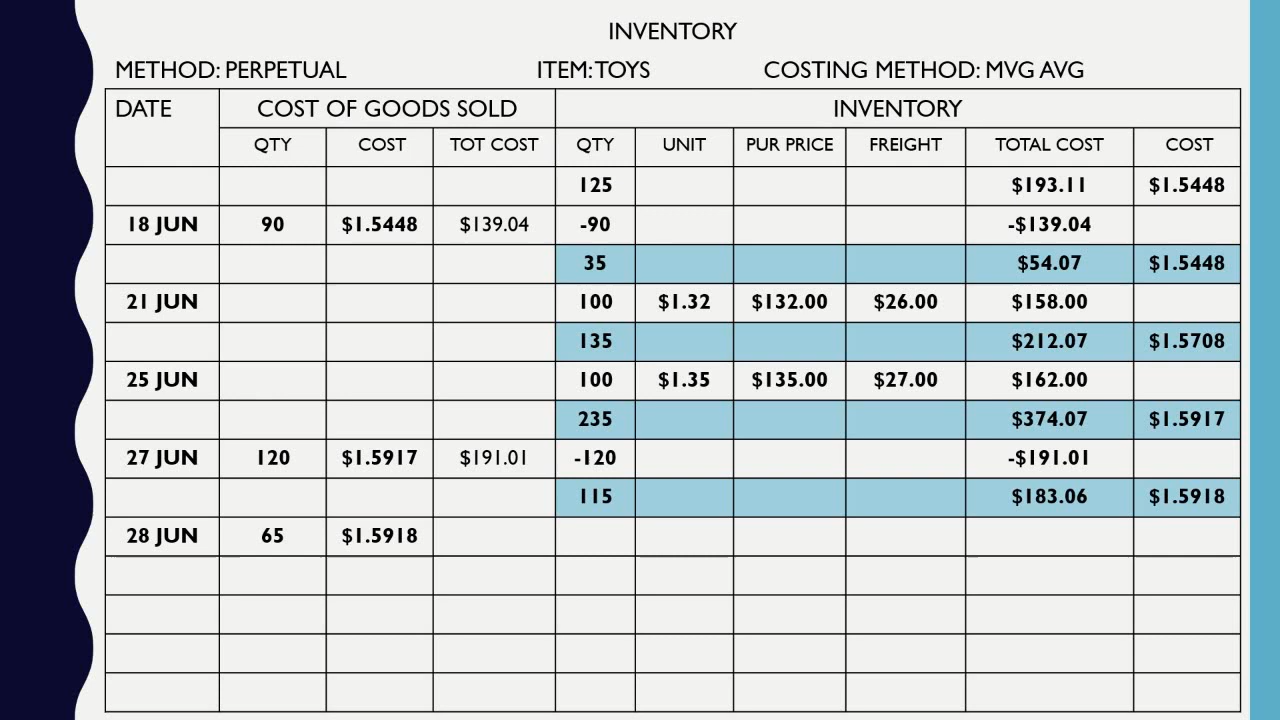 INVENTORY
METHOD: PERPETUAL ITEM: TOYS COSTING METHOD: MVG AVG
DATE COST OF GOODS SOLD INVENTORY
QTY COST TOT COST QTY UNIT PUR PRICE FREIGHT TOTAL COST COST
125 $193.11 $1.5448
18 JUN 90 $1.5448 $139.04 -90 -$139.04
35 $54.07 $1.5448
21 JUN 100 $1.32 $132.00 $26.00 $158.00
135 $212.07 $1.5708
25 JUN 100 $1.35 $135.00 $27.00 $162.00
235 $374.07 $1.5917
27 JUN 120 $1.5917 $191.01 -120 -$191.01
115 $183.06 $1.5918
28 JUN 65 $1.5918